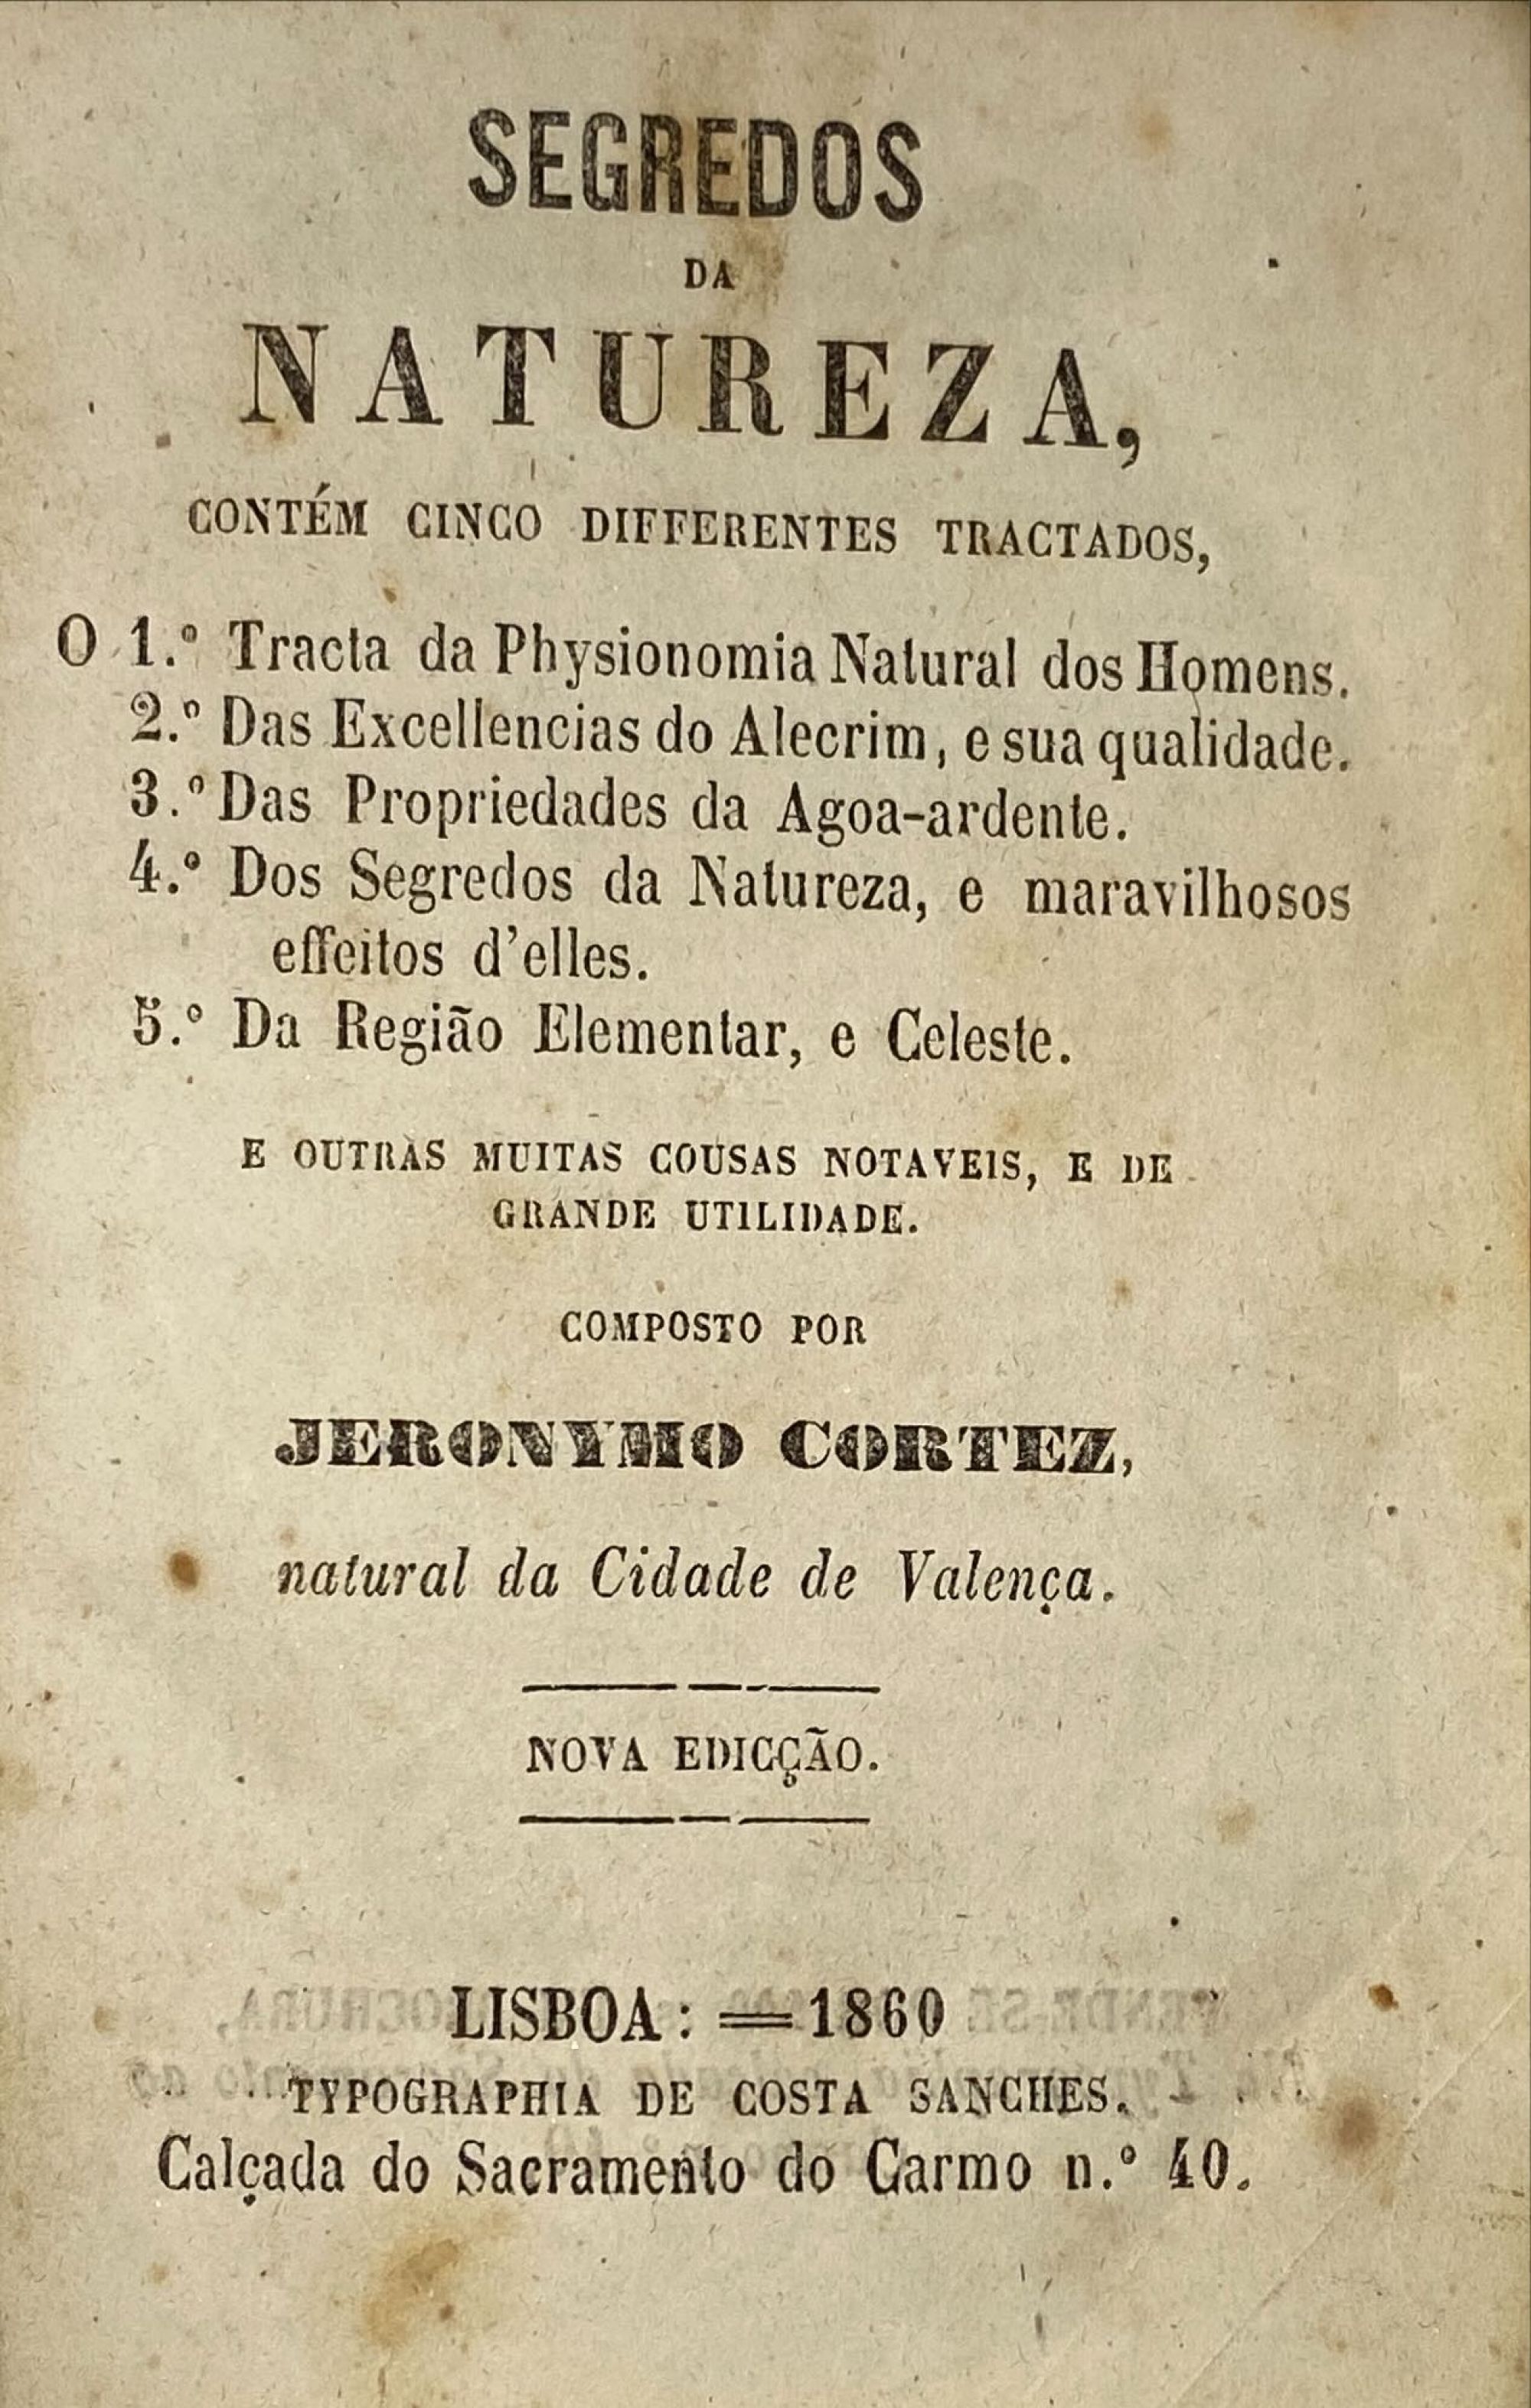 SEGREDOS
DA
NATUREZA,
CONTÉM CINCO DIFFERENTES TRACTADOS,
O 1.º Tracta da Physionomia Natural dos Homens.
2.º Das Excellencias do Alecrim, e sua qualidade.
3.º Das Propriedades da Agoa-ardente.
4.º Dos Segredos da Natureza, e maravilhosos
effeitos d'elles.
5.º Da Região Elementar, e Celeste.
E OUTRAS MUITAS COUSAS NOTAVEIS, E DE
GRANDE UTILIDADE.
COMPOSTO POR
JERONYMO CORTEZ,
natural da Cidade de Valença.
NOVA EDICÇÃO.
LISBOA: = 1860
TYPOGRAPHIA DE COSTA SANCHES.
Calçada do Sacramento do Carmo n.º 40.